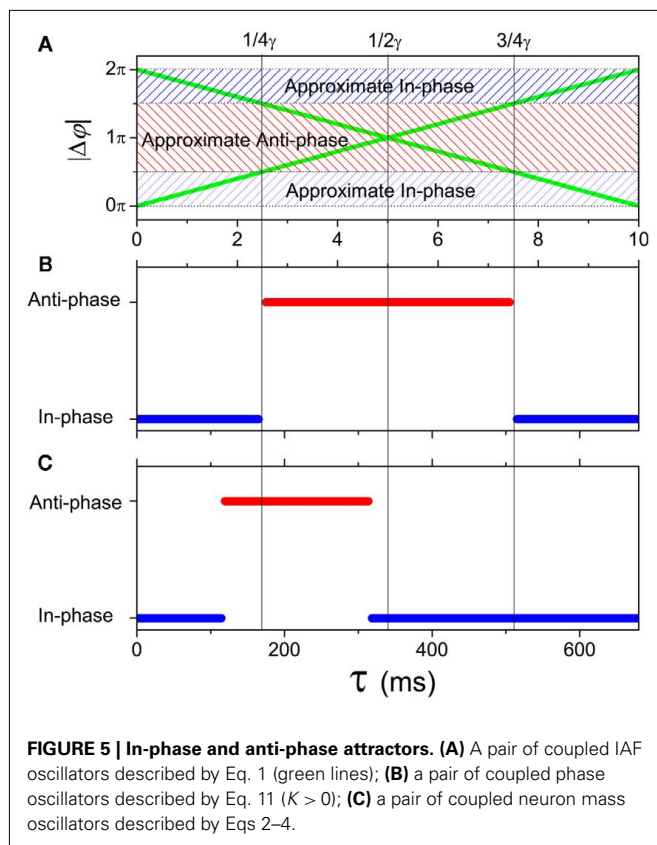 A
1/4γ 1/2γ 3/4γ
2π
1π
0π
|Δφ|
Approximate In-phase
Approximate Anti-phase
Approximate In-phase
0 2 4 6 8 10
B
Anti-phase
In-phase
C
Anti-phase
In-phase
0 200 400 600
τ (ms)
FIGURE 5 | In-phase and anti-phase attractors. (A) A pair of coupled IAF
oscillators described by Eq. 1 (green lines); (B) a pair of coupled phase
oscillators described by Eq. 11 (K > 0); (C) a pair of coupled neuron mass
oscillators described by Eqs 2–4.